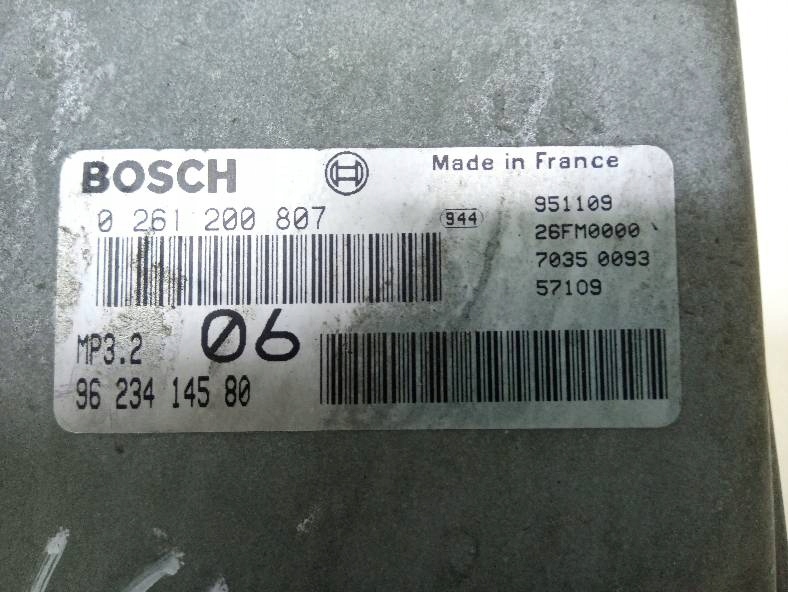 BOSCH
Made in France
0 261 200 807
944
951109
26FM0000
7035 0093
57109
MP3.2
06
96 234 145 80